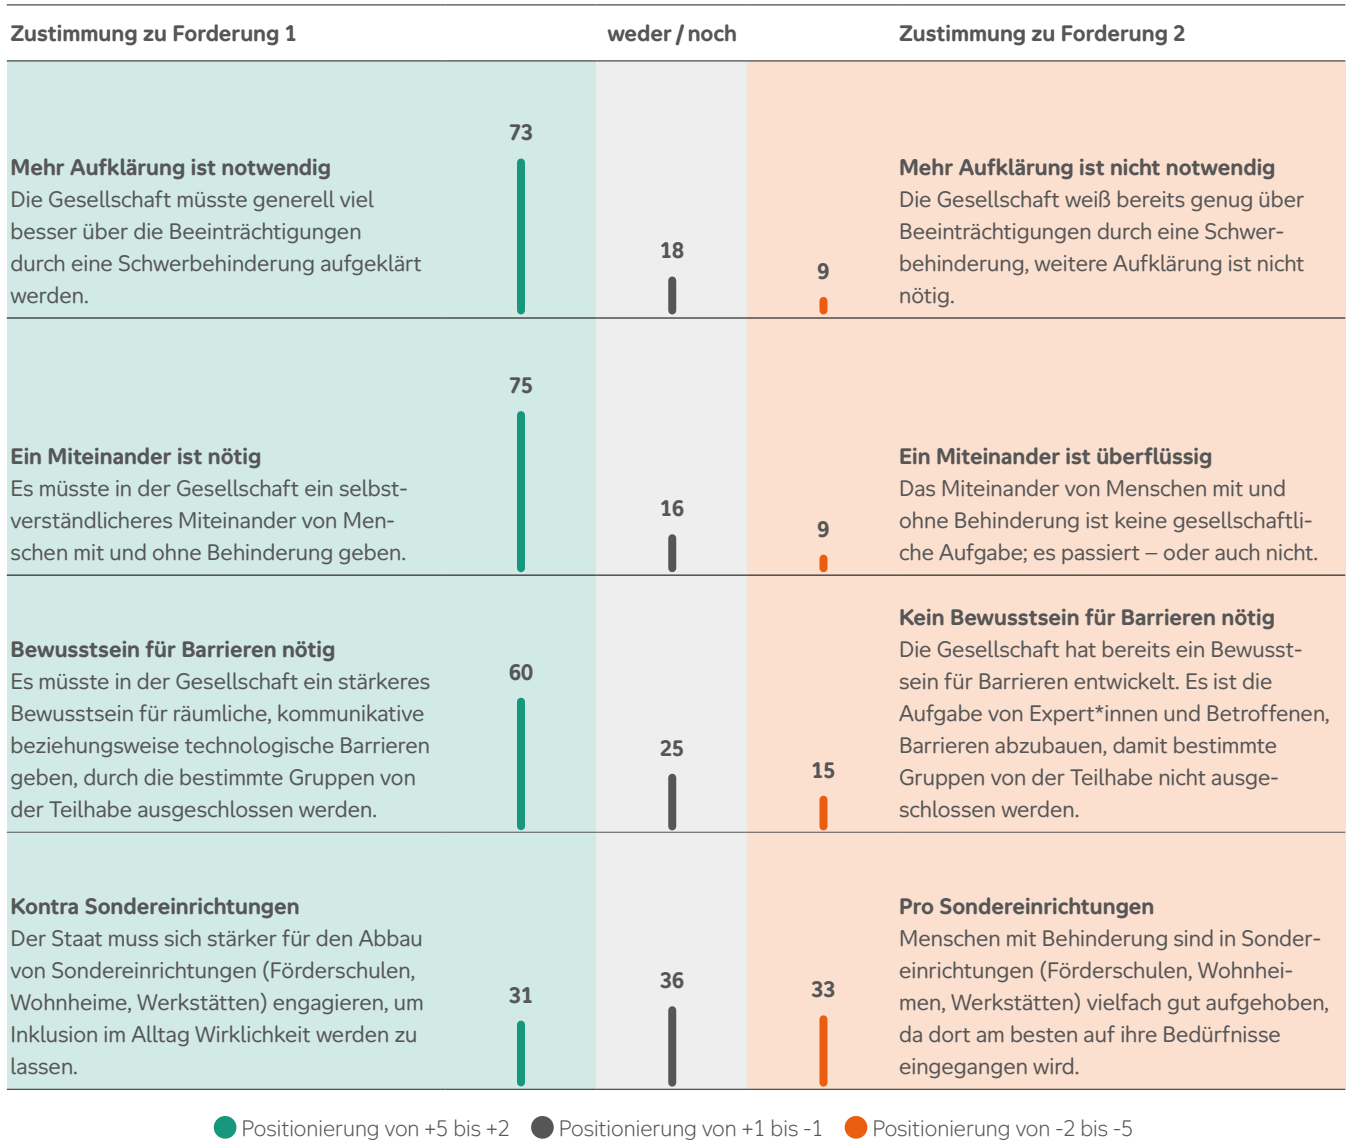 Zustimmung zu Forderung 1 weder / noch Zustimmung zu Forderung 2
73
Mehr Aufklärung ist notwendig
Die Gesellschaft müsste generell viel
besser über die Beeinträchtigungen
durch eine Schwerbehinderung aufgeklärt
werden.
18
9
Mehr Aufklärung ist nicht notwendig
Die Gesellschaft weiß bereits genug über
Beeinträchtigungen durch eine Schwer-
behinderung, weitere Aufklärung ist nicht
nötig.
75
Ein Miteinander ist nötig
Es müsste in der Gesellschaft ein selbst-
verständlicheres Miteinander von Men-
schen mit und ohne Behinderung geben.
16
9
Ein Miteinander ist überflüssig
Das Miteinander von Menschen mit und
ohne Behinderung ist keine gesellschaftli-
che Aufgabe; es passiert – oder auch nicht.
Bewusstsein für Barrieren nötig
Es müsste in der Gesellschaft ein stärkeres
Bewusstsein für räumliche, kommunikative
beziehungsweise technologische Barrieren
geben, durch die bestimmte Gruppen von
der Teilhabe ausgeschlossen werden.
60
25
15
Kein Bewusstsein für Barrieren nötig
Die Gesellschaft hat bereits ein Bewusst-
sein für Barrieren entwickelt. Es ist die
Aufgabe von Expert*innen und Betroffenen,
Barrieren abzubauen, damit bestimmte
Gruppen von der Teilhabe nicht ausge-
schlossen werden.
Kontra Sondereinrichtungen
Der Staat muss sich stärker für den Abbau
von Sondereinrichtungen (Förderschulen,
Wohnheime, Werkstätten) engagieren, um
Inklusion im Alltag Wirklichkeit werden zu
lassen.
31
36
33
Pro Sondereinrichtungen
Menschen mit Behinderung sind in Sonder-
einrichtungen (Förderschulen, Wohnhei-
men, Werkstätten) vielfach gut aufgehoben,
da dort am besten auf ihre Bedürfnisse
eingegangen wird.
Positionierung von +5 bis +2 Positionierung von +1 bis -1 Positionierung von -2 bis -5